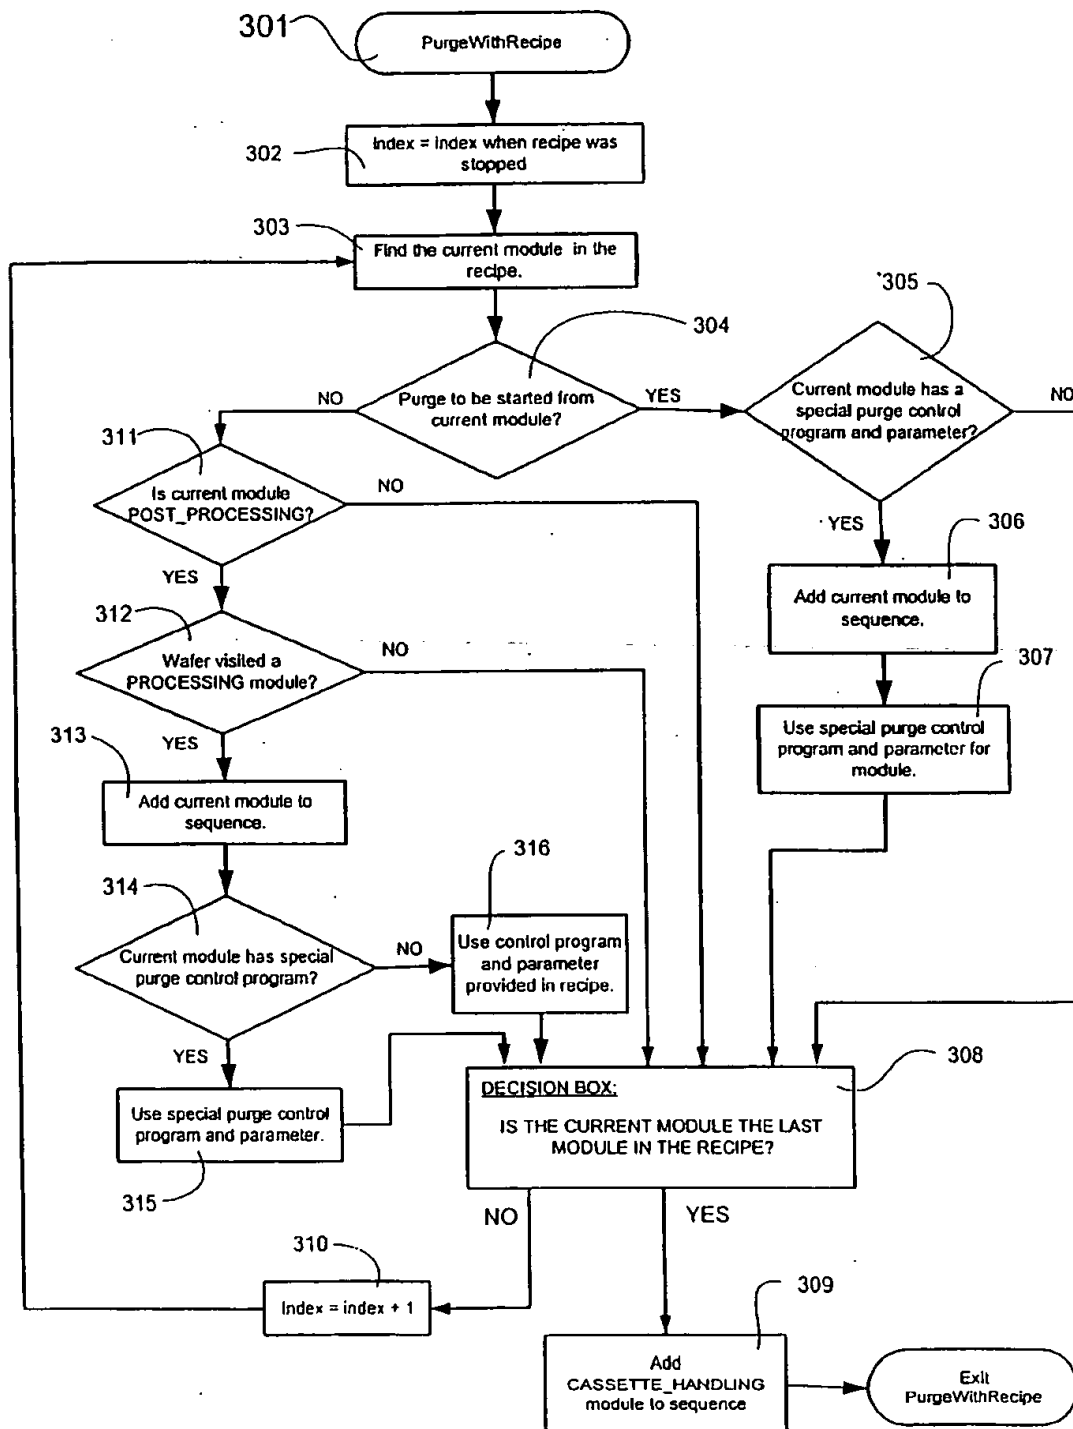 301
PurgeWithRecipe
302
Index = Index when recipe was
stopped
303
Find the current module in the
recipe.
304
305
Purge to be started from
current module?
NO
YES
Current module has a
special purge control
program and parameter?
NO
YES
311
Is current module
POST_PROCESSING?
NO
YES
306
Add current module to
sequence.
312
Wafer visited a
PROCESSING module?
NO
YES
307
Use special purge control
program and parameter for
module.
313
Add current module to
sequence.
314
Current module has special
purge control program?
NO
YES
316
Use control program
and parameter
provided in recipe.
315
Use special purge control
program and parameter.
308
DECISION BOX:
IS THE CURRENT MODULE THE LAST
MODULE IN THE RECIPE?
NO
YES
310
Index = index + 1
309
Add
CASSETTE_HANDLING
module to sequence
Exit
PurgeWithRecipe